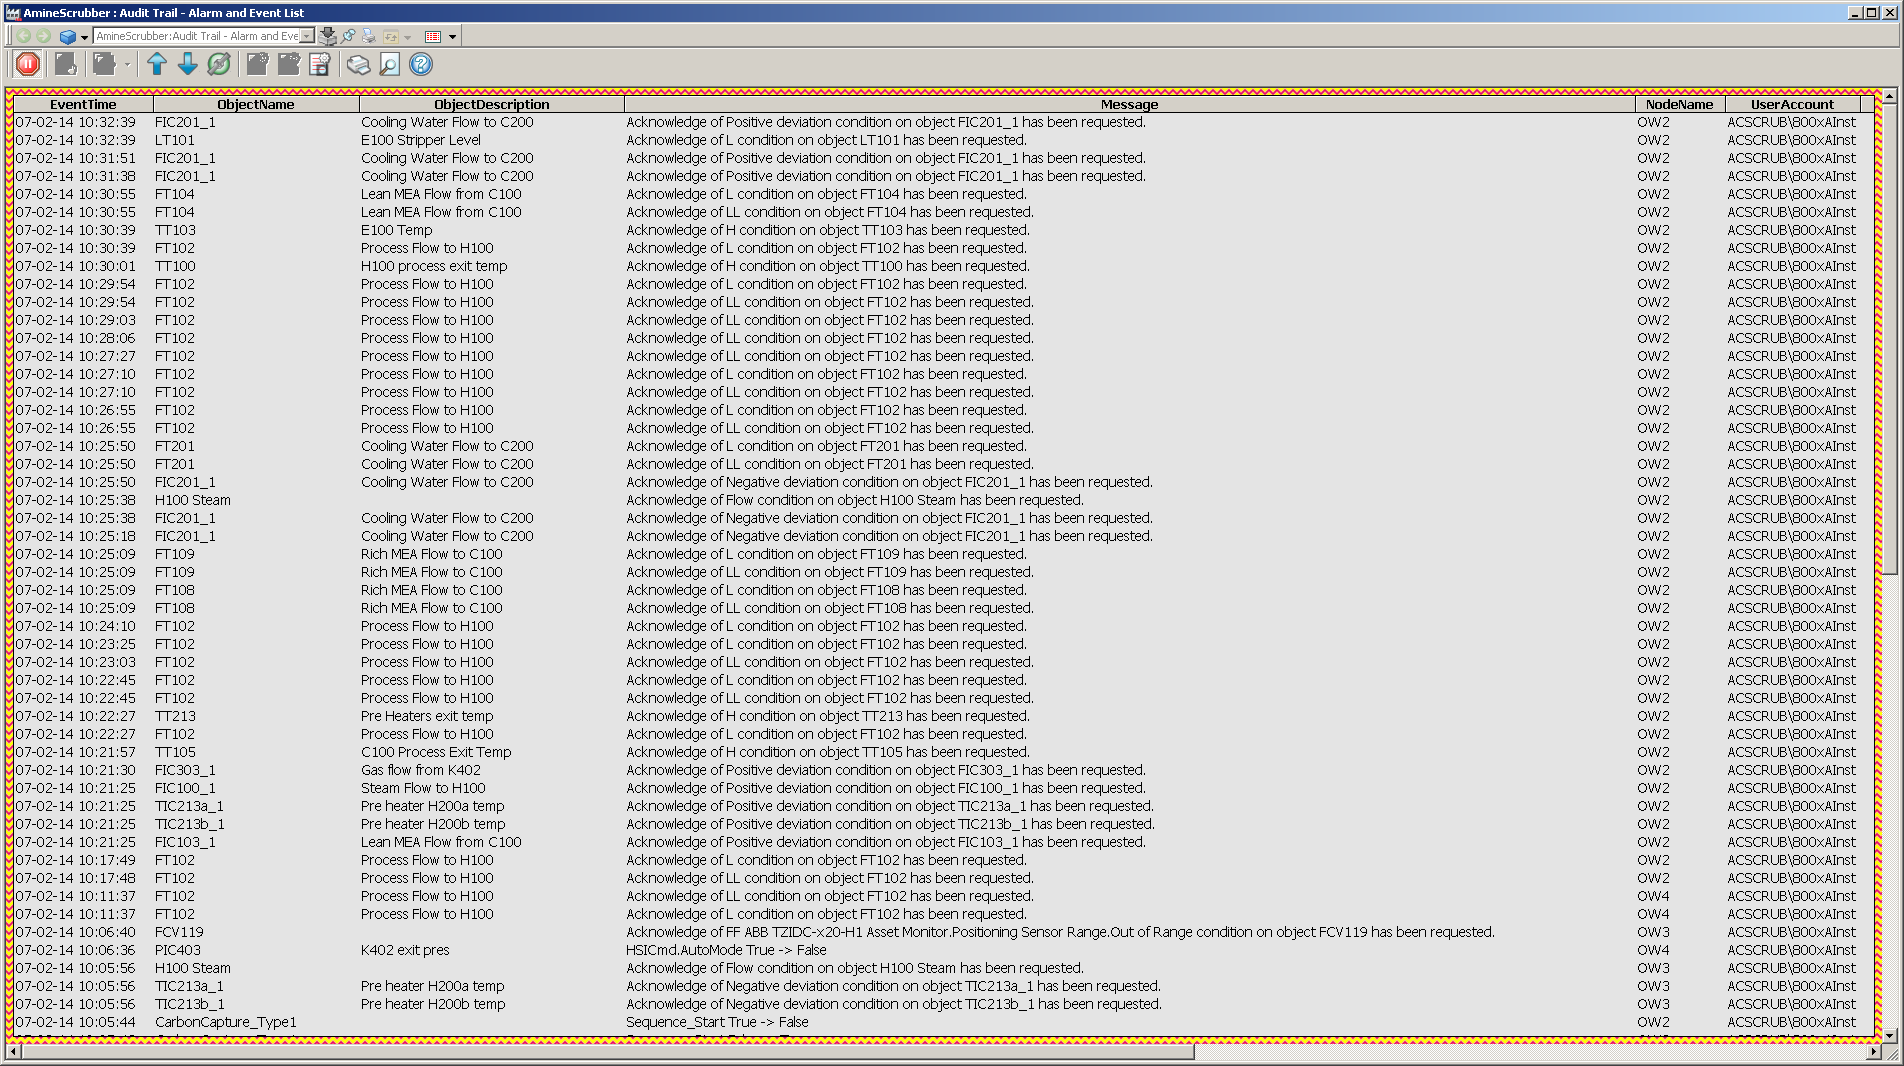 AmineScrubber : Audit Trail - Alarm and Event List
AmineScrubber:Audit Trail - Alarm and Eve
EventTime ObjectName ObjectDescription Message NodeName UserAccount
07-02-14 10:32:39 FIC201_1 Cooling Water Flow to C200 Acknowledge of Positive deviation condition on object FIC201_1 has been requested. OW2 ACSCRUB\800xAInst
07-02-14 10:32:39 LT101 E100 Stripper Level Acknowledge of L condition on object LT101 has been requested. OW2 ACSCRUB\800xAInst
07-02-14 10:31:51 FIC201_1 Cooling Water Flow to C200 Acknowledge of Positive deviation condition on object FIC201_1 has been requested. OW2 ACSCRUB\800xAInst
07-02-14 10:31:38 FIC201_1 Cooling Water Flow to C200 Acknowledge of Positive deviation condition on object FIC201_1 has been requested. OW2 ACSCRUB\800xAInst
07-02-14 10:30:55 FT104 Lean MEA Flow from C100 Acknowledge of L condition on object FT104 has been requested. OW2 ACSCRUB\800xAInst
07-02-14 10:30:55 FT104 Lean MEA Flow from C100 Acknowledge of LL condition on object FT104 has been requested. OW2 ACSCRUB\800xAInst
07-02-14 10:30:39 TT103 E100 Temp Acknowledge of H condition on object TT103 has been requested. OW2 ACSCRUB\800xAInst
07-02-14 10:30:39 FT102 Process Flow to H100 Acknowledge of L condition on object FT102 has been requested. OW2 ACSCRUB\800xAInst
07-02-14 10:30:01 TT100 H100 process exit temp Acknowledge of H condition on object TT100 has been requested. OW2 ACSCRUB\800xAInst
07-02-14 10:29:54 FT102 Process Flow to H100 Acknowledge of L condition on object FT102 has been requested. OW2 ACSCRUB\800xAInst
07-02-14 10:29:54 FT102 Process Flow to H100 Acknowledge of LL condition on object FT102 has been requested. OW2 ACSCRUB\800xAInst
07-02-14 10:29:03 FT102 Process Flow to H100 Acknowledge of LL condition on object FT102 has been requested. OW2 ACSCRUB\800xAInst
07-02-14 10:28:06 FT102 Process Flow to H100 Acknowledge of LL condition on object FT102 has been requested. OW2 ACSCRUB\800xAInst
07-02-14 10:27:27 FT102 Process Flow to H100 Acknowledge of L condition on object FT102 has been requested. OW2 ACSCRUB\800xAInst
07-02-14 10:27:10 FT102 Process Flow to H100 Acknowledge of L condition on object FT102 has been requested. OW2 ACSCRUB\800xAInst
07-02-14 10:27:10 FT102 Process Flow to H100 Acknowledge of LL condition on object FT102 has been requested. OW2 ACSCRUB\800xAInst
07-02-14 10:26:55 FT102 Process Flow to H100 Acknowledge of L condition on object FT102 has been requested. OW2 ACSCRUB\800xAInst
07-02-14 10:26:55 FT102 Process Flow to H100 Acknowledge of L condition on object FT102 has been requested. OW2 ACSCRUB\800xAInst
07-02-14 10:25:50 FT201 Cooling Water Flow to C200 Acknowledge of L condition on object FT201 has been requested. OW2 ACSCRUB\800xAInst
07-02-14 10:25:50 FT201 Cooling Water Flow to C200 Acknowledge of LL condition on object FT201 has been requested. OW2 ACSCRUB\800xAInst
07-02-14 10:25:50 FIC201_1 Cooling Water Flow to C200 Acknowledge of Negative deviation condition on object FIC201_1 has been requested. OW2 ACSCRUB\800xAInst
07-02-14 10:25:38 H100 Steam Acknowledge of Flow condition on object H100 Steam has been requested. OW2 ACSCRUB\800xAInst
07-02-14 10:25:38 FIC201_1 Cooling Water Flow to C200 Acknowledge of Negative deviation condition on object FIC201_1 has been requested. OW2 ACSCRUB\800xAInst
07-02-14 10:25:18 FIC201_1 Cooling Water Flow to C200 Acknowledge of Negative deviation condition on object FIC201_1 has been requested. OW2 ACSCRUB\800xAInst
07-02-14 10:25:09 FT109 Rich MEA Flow to C100 Acknowledge of L condition on object FT109 has been requested. OW2 ACSCRUB\800xAInst
07-02-14 10:25:09 FT109 Rich MEA Flow to C100 Acknowledge of LL condition on object FT109 has been requested. OW2 ACSCRUB\800xAInst
07-02-14 10:25:09 FT108 Rich MEA Flow to C100 Acknowledge of L condition on object FT108 has been requested. OW2 ACSCRUB\800xAInst
07-02-14 10:25:09 FT108 Rich MEA Flow to C100 Acknowledge of LL condition on object FT108 has been requested. OW2 ACSCRUB\800xAInst
07-02-14 10:24:10 FT102 Process Flow to H100 Acknowledge of L condition on object FT102 has been requested. OW2 ACSCRUB\800xAInst
07-02-14 10:23:25 FT102 Process Flow to H100 Acknowledge of L condition on object FT102 has been requested. OW2 ACSCRUB\800xAInst
07-02-14 10:23:03 FT102 Process Flow to H100 Acknowledge of LL condition on object FT102 has been requested. OW2 ACSCRUB\800xAInst
07-02-14 10:22:45 FT102 Process Flow to H100 Acknowledge of L condition on object FT102 has been requested. OW2 ACSCRUB\800xAInst
07-02-14 10:22:45 FT102 Process Flow to H100 Acknowledge of LL condition on object FT102 has been requested. OW2 ACSCRUB\800xAInst
07-02-14 10:22:27 TT213 Pre Heaters exit temp Acknowledge of H condition on object TT213 has been requested. OW2 ACSCRUB\800xAInst
07-02-14 10:22:27 FT102 Process Flow to H100 Acknowledge of L condition on object FT102 has been requested. OW2 ACSCRUB\800xAInst
07-02-14 10:21:57 TT105 C100 Process Exit Temp Acknowledge of H condition on object TT105 has been requested. OW2 ACSCRUB\800xAInst
07-02-14 10:21:30 FIC303_1 Gas flow from K402 Acknowledge of Positive deviation condition on object FIC303_1 has been requested. OW2 ACSCRUB\800xAInst
07-02-14 10:21:25 FIC100_1 Steam Flow to H100 Acknowledge of Positive deviation condition on object FIC100_1 has been requested. OW2 ACSCRUB\800xAInst
07-02-14 10:21:25 TIC213a_1 Pre heater H200a temp Acknowledge of Positive deviation condition on object TIC213a_1 has been requested. OW2 ACSCRUB\800xAInst
07-02-14 10:21:25 TIC213b_1 Pre heater H200b temp Acknowledge of Positive deviation condition on object TIC213b_1 has been requested. OW2 ACSCRUB\800xAInst
07-02-14 10:21:25 FIC103_1 Lean MEA Flow from C100 Acknowledge of Positive deviation condition on object FIC103_1 has been requested. OW2 ACSCRUB\800xAInst
07-02-14 10:17:49 FT102 Process Flow to H100 Acknowledge of L condition on object FT102 has been requested. OW2 ACSCRUB\800xAInst
07-02-14 10:17:48 FT102 Process Flow to H100 Acknowledge of LL condition on object FT102 has been requested. OW2 ACSCRUB\800xAInst
07-02-14 10:11:37 FT102 Process Flow to H100 Acknowledge of LL condition on object FT102 has been requested. OW4 ACSCRUB\800xAInst
07-02-14 10:11:37 FT102 Process Flow to H100 Acknowledge of L condition on object FT102 has been requested. OW4 ACSCRUB\800xAInst
07-02-14 10:06:40 FCV119 Acknowledge of FF ABB TZIDC-x20-H1 Asset Monitor.Positioning Sensor Range.Out of Range condition on object FCV119 has been requested. OW3 ACSCRUB\800xAInst
07-02-14 10:06:36 PIC403 K402 exit pres HSICmd.AutoMode True -> False OW4 ACSCRUB\800xAInst
07-02-14 10:05:56 H100 Steam Acknowledge of Flow condition on object H100 Steam has been requested. OW3 ACSCRUB\800xAInst
07-02-14 10:05:56 TIC213a_1 Pre heater H200a temp Acknowledge of Negative deviation condition on object TIC213a_1 has been requested. OW3 ACSCRUB\800xAInst
07-02-14 10:05:56 TIC213b_1 Pre heater H200b temp Acknowledge of Negative deviation condition on object TIC213b_1 has been requested. OW3 ACSCRUB\800xAInst
07-02-14 10:05:44 CarbonCapture_Type1 Sequence_Start True -> False OW2 ACSCRUB\800xAInst